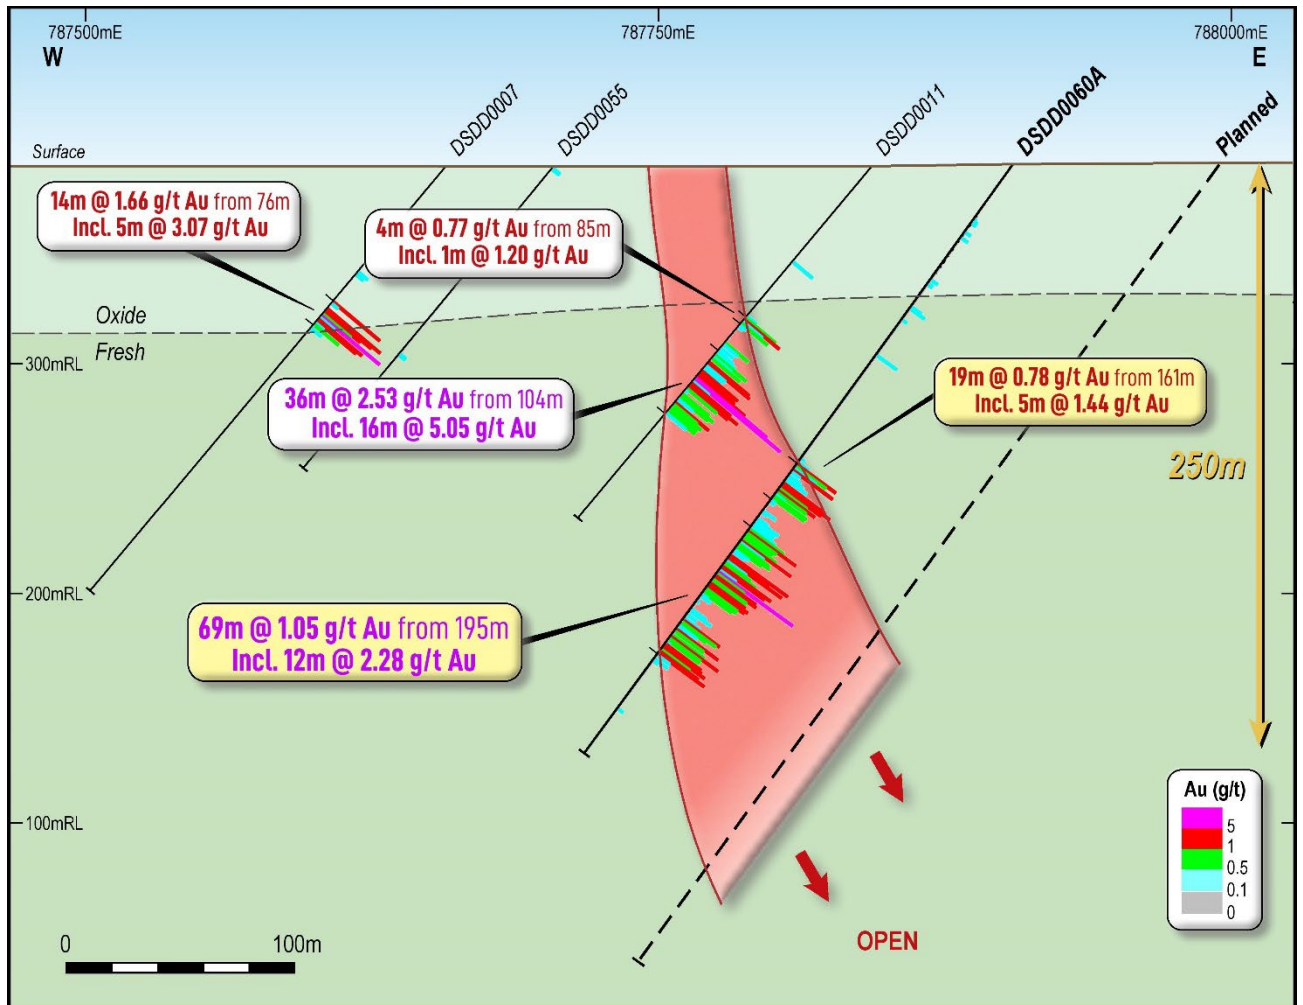 787500mE
787750mE
788000mE
W
E
DSDD0007
DSDD0055
DSDD0011
DSDD0060A
Planned
Surface
14m @ 1.66 g/t Au from 76m
Incl. 5m @ 3.07 g/t Au
4m @ 0.77 g/t Au from 85m
Incl. 1m @ 1.20 g/t Au
Oxide
Fresh
300mRL
36m @ 2.53 g/t Au from 104m
Incl. 16m @ 5.05 g/t Au
19m @ 0.78 g/t Au from 161m
Incl. 5m @ 1.44 g/t Au
250m
200mRL
69m @ 1.05 g/t Au from 195m
Incl. 12m @ 2.28 g/t Au
100mRL
Au (g/t)
5
1
0.5
0.1
0
OPEN
0
100m